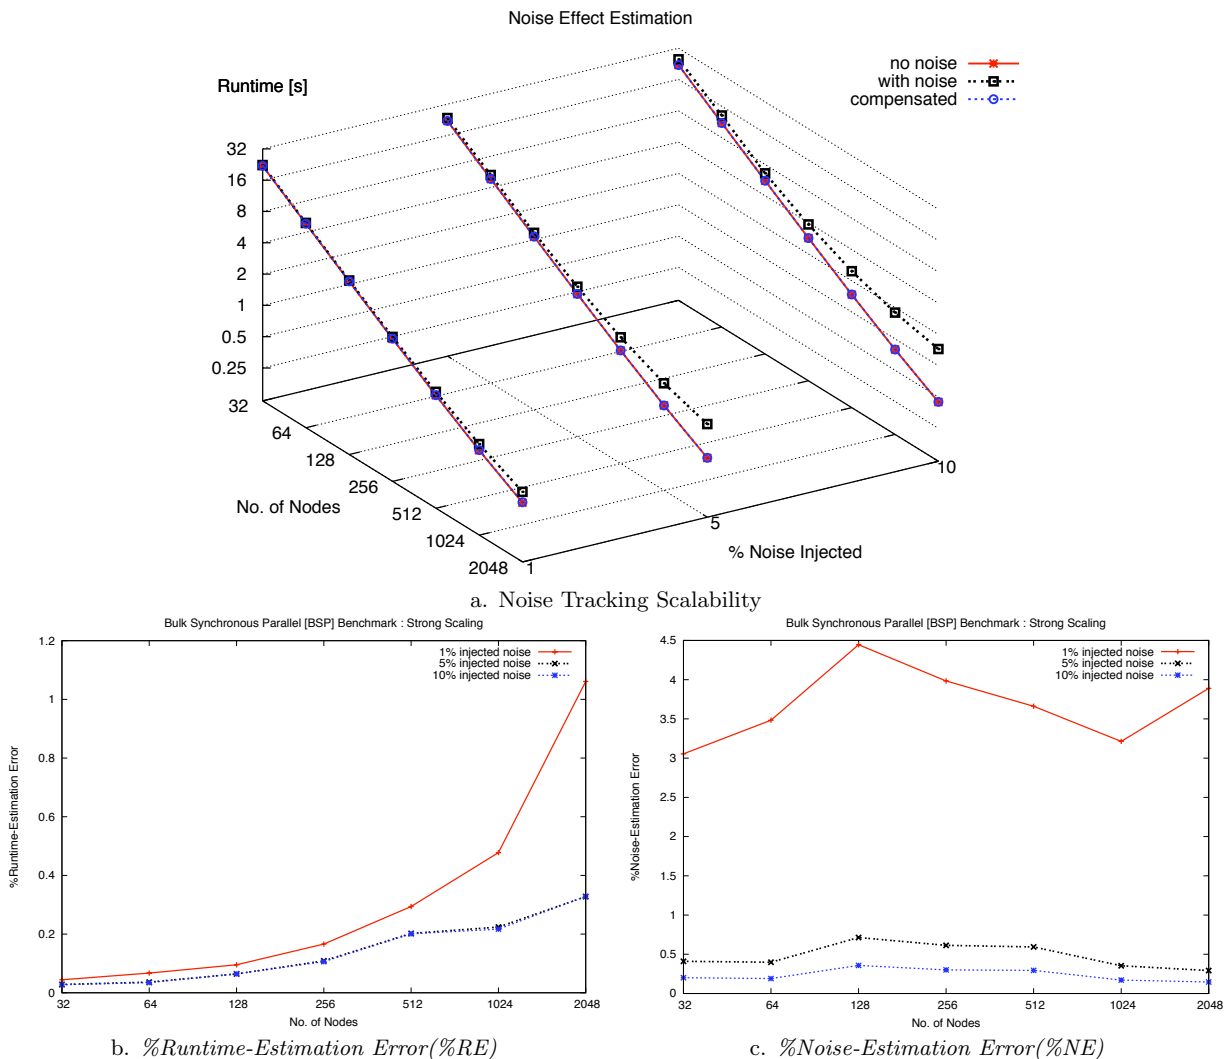 Noise Effect Estimation
Runtime [s]
no noise
with noise
compensated
32
16
8
4
2
1
0.5
0.25
32
64
128
256
512
1024
2048
No. of Nodes
1
5
10
% Noise Injected
a. Noise Tracking Scalability
Bulk Synchronous Parallel [BSP] Benchmark : Strong Scaling
1% injected noise
5% injected noise
10% injected noise
%Runtime-Estimation Error
1.2
1
0.8
0.6
0.4
0.2
0
32 64 128 256 512 1024 2048
No. of Nodes
b. %Runtime-Estimation Error(%RE)
Bulk Synchronous Parallel [BSP] Benchmark : Strong Scaling
1% injected noise
5% injected noise
10% injected noise
%Noise-Estimation Error
4.5
4
3.5
3
2.5
2
1.5
1
0.5
0
32 64 128 256 512 1024 2048
No. of Nodes
c. %Noise-Estimation Error(%NE)